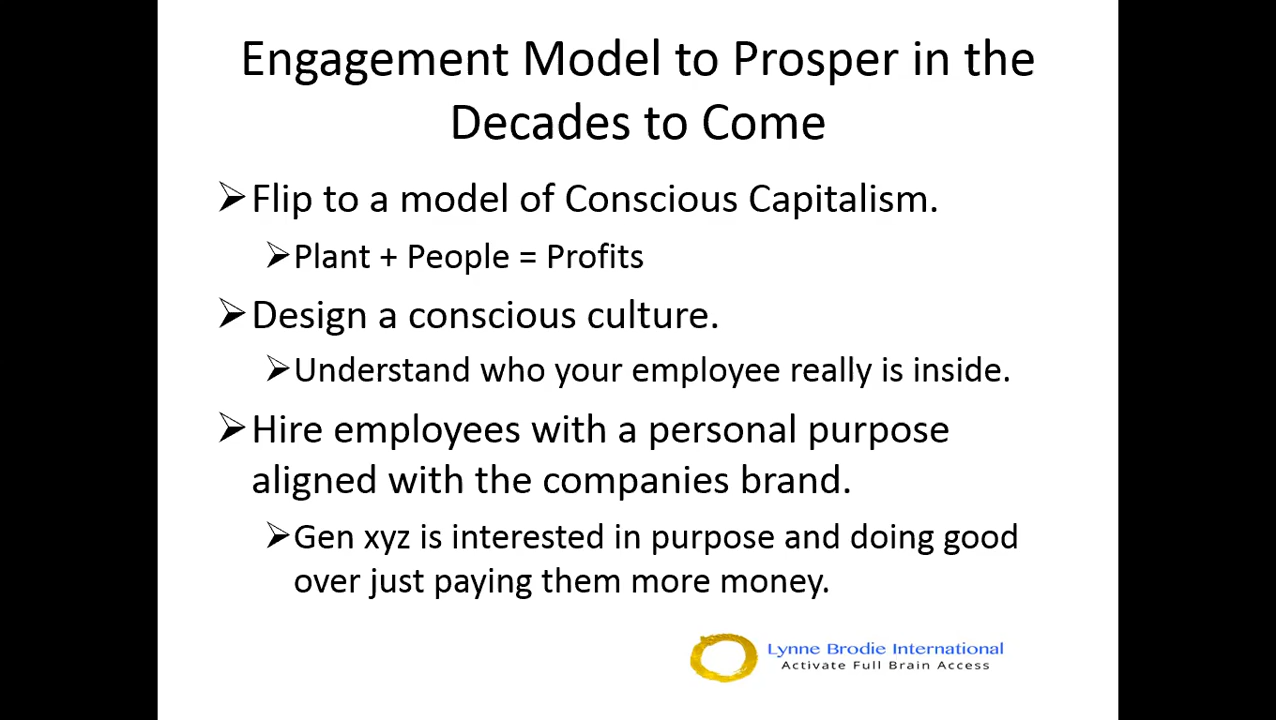 Engagement Model to Prosper in the
Decades to Come
Flip to a model of Conscious Capitalism.
Plant + People = Profits
Design a conscious culture.
Understand who your employee really is inside.
Hire employees with a personal purpose
aligned with the companies brand.
Gen xyz is interested in purpose and doing good
over just paying them more money.
Lynne Brodie International
Activate Full Brain Access